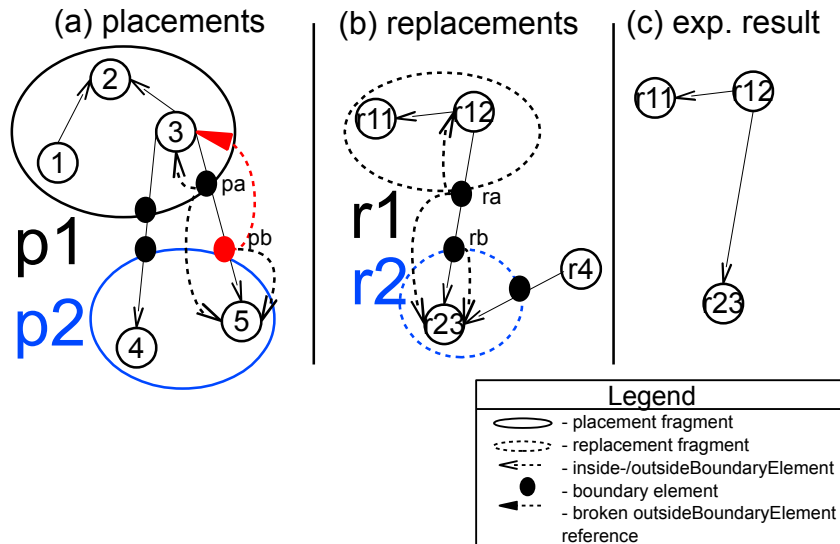 (a) placements
(b) replacements
(c) exp. result
2
3
1
pa
p1
pb
p2
4
5
r11
r12
r1
ra
rb
r2
r4
r23
r11
r12
r23
Legend
- placement fragment
- replacement fragment
- inside-/outsideBoundaryElement
- boundary element
- broken outsideBoundaryElement
reference